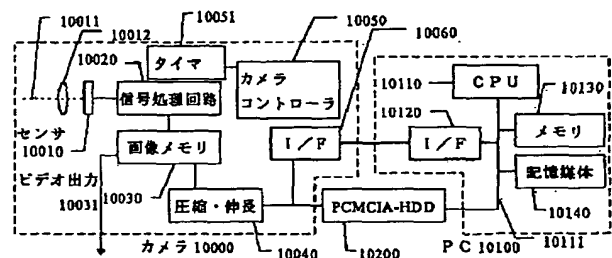 10011
10012
10020
10051
10050
10060
タイマ
カメラ
コントローラ
信号処理回路
センサ
10010
画像メモリ
ビデオ出力
10031
10030
圧縮・伸長
10040
カメラ 10000
I/F
10110
CPU
10120
10130
I/F
メモリ
記憶媒体
10140
PCMCIA-HDD
10200
PC 10100
10111